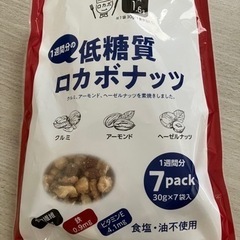 ロカボ
1週間分の
低糖質
ロカボナッツ
クルミ、アーモンド、ヘーゼルナッツを素焼きしました。
クルミ
アーモンド
ヘーゼルナッツ
1週間分
7pack
30g×7袋入
鉄
0.9mg
ビタミンE
4.1mg
食塩・油不使用